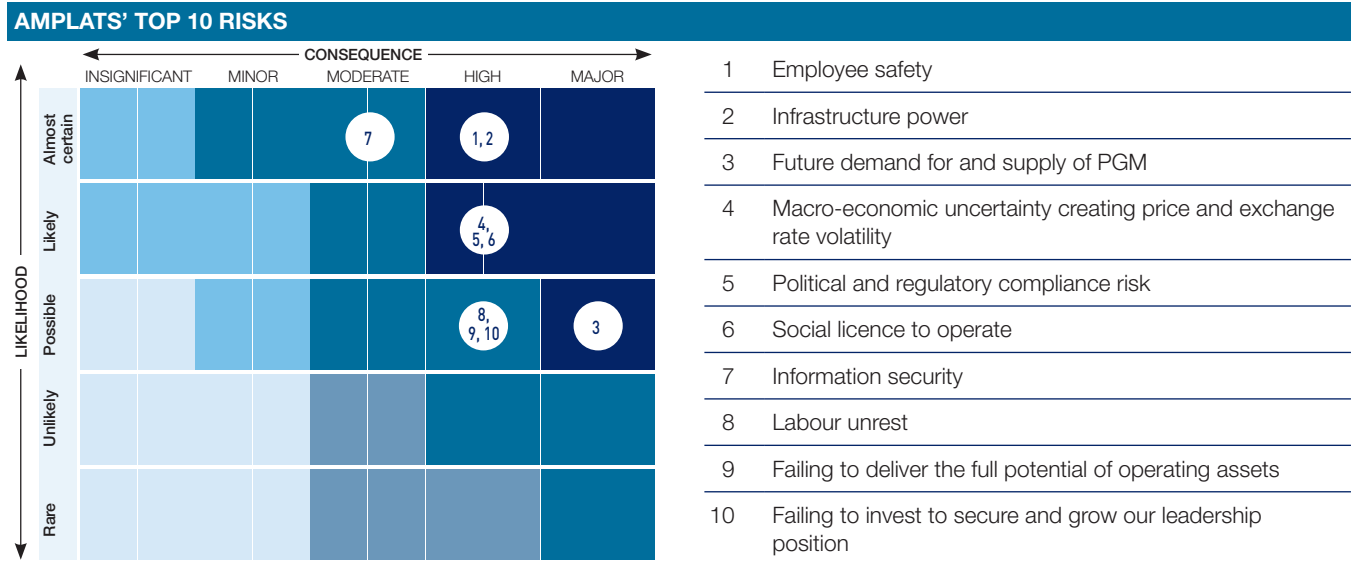 AMPLATS’ TOP 10 RISKS
CONSEQUENCE
INSIGNIFICANT MINOR MODERATE HIGH MAJOR
LIKELIHOOD
Almost
certain
7
1, 2
Likely
4,
5, 6
Possible
8,
9, 10
3
Unlikely
Rare
1 Employee safety
2 Infrastructure power
3 Future demand for and supply of PGM
4 Macro-economic uncertainty creating price and exchange
rate volatility
5 Political and regulatory compliance risk
6 Social licence to operate
7 Information security
8 Labour unrest
9 Failing to deliver the full potential of operating assets
10 Failing to invest to secure and grow our leadership
position